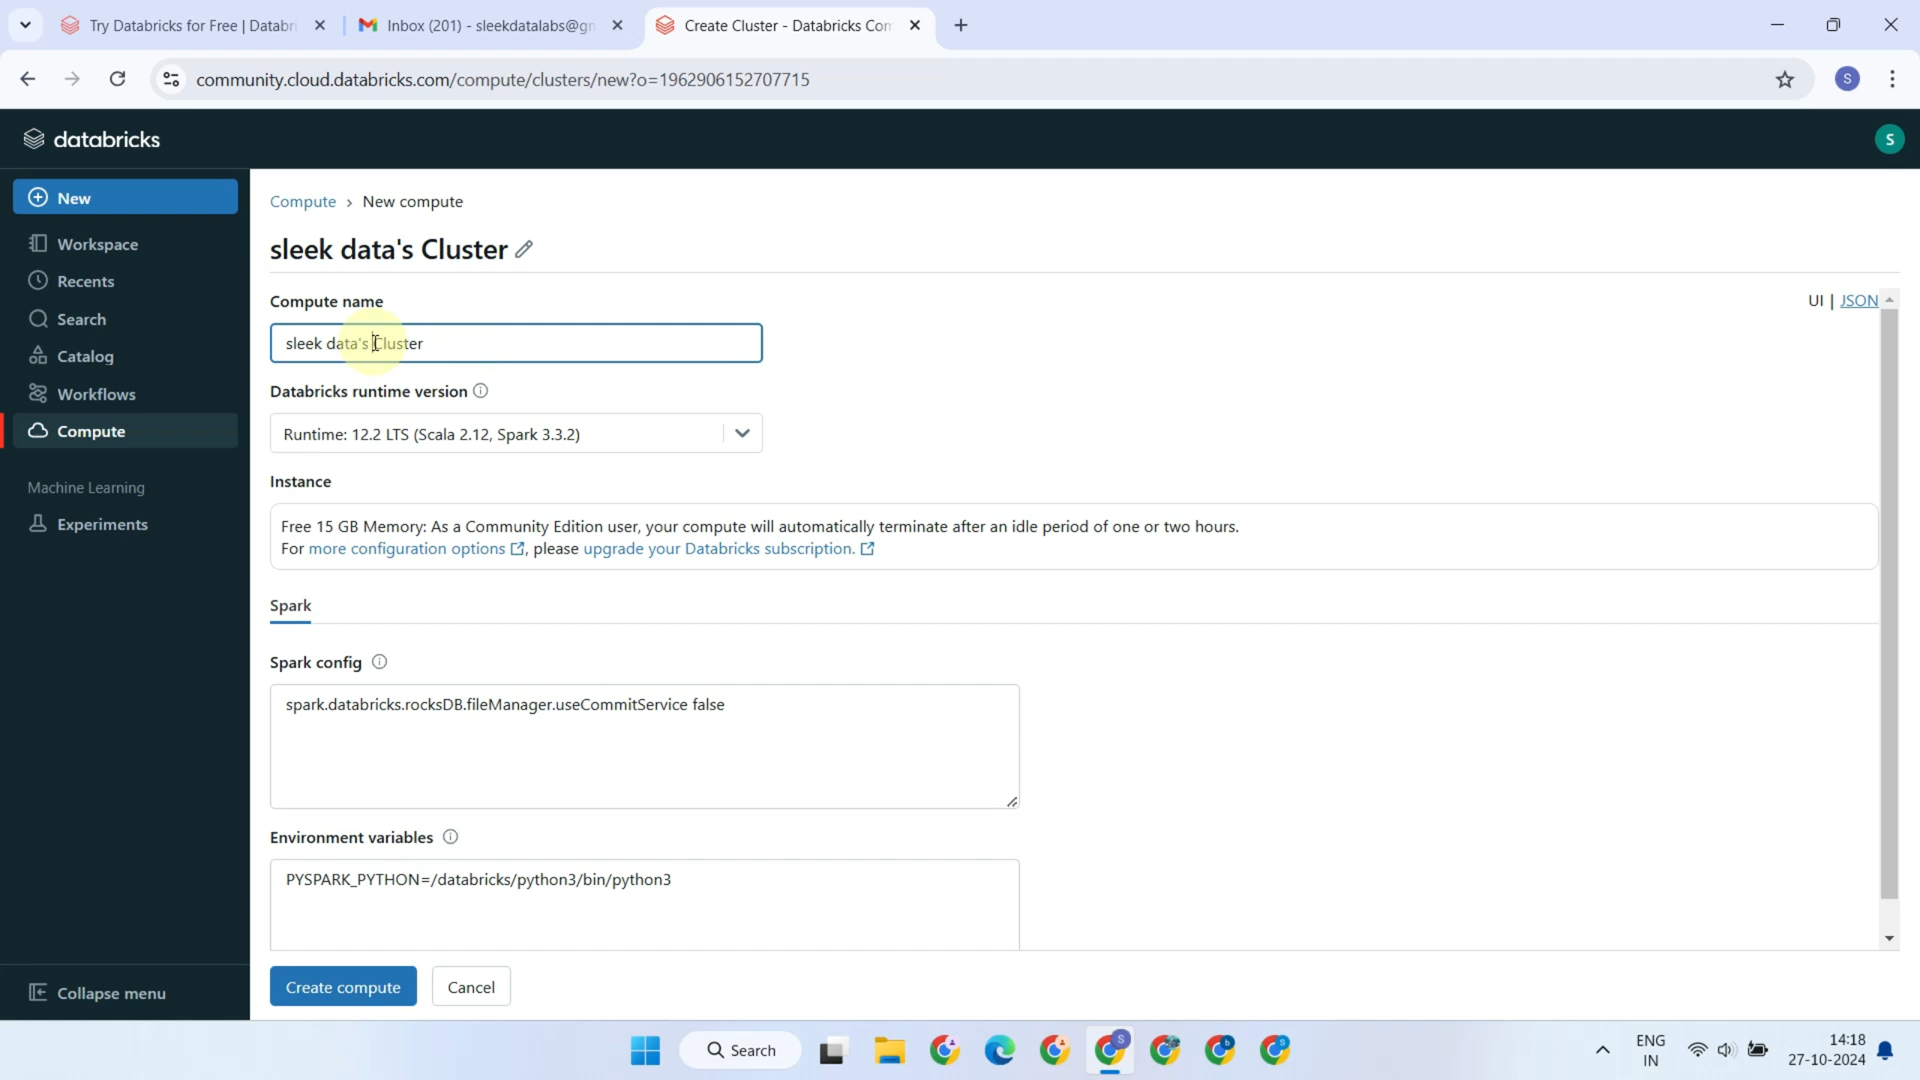 Try Databricks for Free | Databri
Inbox (201) - sleekdatalabs@gm
Create Cluster - Databricks Com
community.cloud.databricks.com/compute/clusters/new?o=1962906152707715
S
databricks
S
New
Workspace
Recents
Search
Catalog
Workflows
Compute
Machine Learning
Experiments
Collapse menu
Compute › New compute
sleek data's Cluster
UI | JSON
Compute name
sleek data's Cluster
Databricks runtime version
Runtime: 12.2 LTS (Scala 2.12, Spark 3.3.2)
Instance
Free 15 GB Memory: As a Community Edition user, your compute will automatically terminate after an idle period of one or two hours.
For more configuration options, please upgrade your Databricks subscription.
Spark
Spark config
spark.databricks.rocksDB.fileManager.useCommitService false
Environment variables
PYSPARK_PYTHON=/databricks/python3/bin/python3
Create compute
Cancel
Search
ENG
IN
14:18
27-10-2024